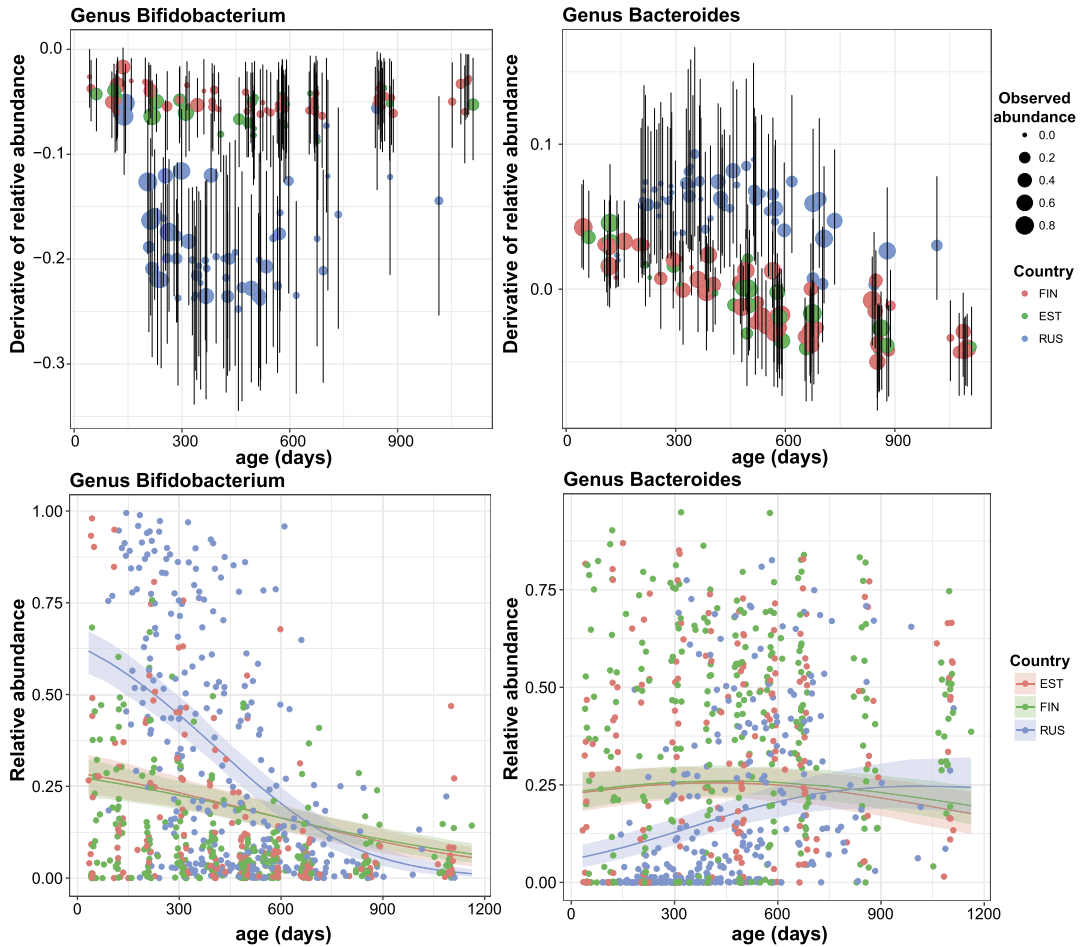 Genus Bifidobacterium
Derivative of relative abundance
0.0
−0.1
−0.2
−0.3
0
300
600
900
age (days)
Genus Bacteroides
Derivative of relative abundance
0.1
0.0
0
300
600
900
age (days)
Observed
abundance
0.0
0.2
0.4
0.6
0.8
Country
FIN
EST
RUS
Genus Bifidobacterium
Relative abundance
1.00
0.75
0.50
0.25
0.00
0
300
600
900
1200
age (days)
Genus Bacteroides
Relative abundance
0.75
0.50
0.25
0.00
0
300
600
900
1200
age (days)
Country
EST
FIN
RUS